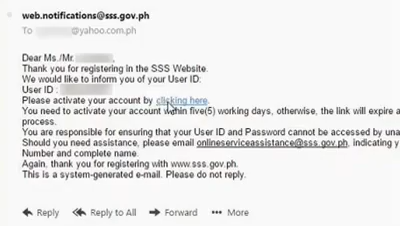 web.notifications@sss.gov.ph
To @yahoo.com.ph
Dear Ms./Mr.
Thank you for registering in the SSS Website.
We would like to inform you of your User ID:
User ID :
Please activate your account by clicking here.
You need to activate your account within five(5) working days, otherwise, the link will expire a
process.
You are responsible for ensuring that your User ID and Password cannot be accessed by una
Should you need assistance, please email onlineserviceassistance@sss.gov.ph, indicating y
Number and complete name.
Again, thank you for registering with www.sss.gov.ph.
This is a system-generated e-mail. Please do not reply.
Reply Reply to All Forward More